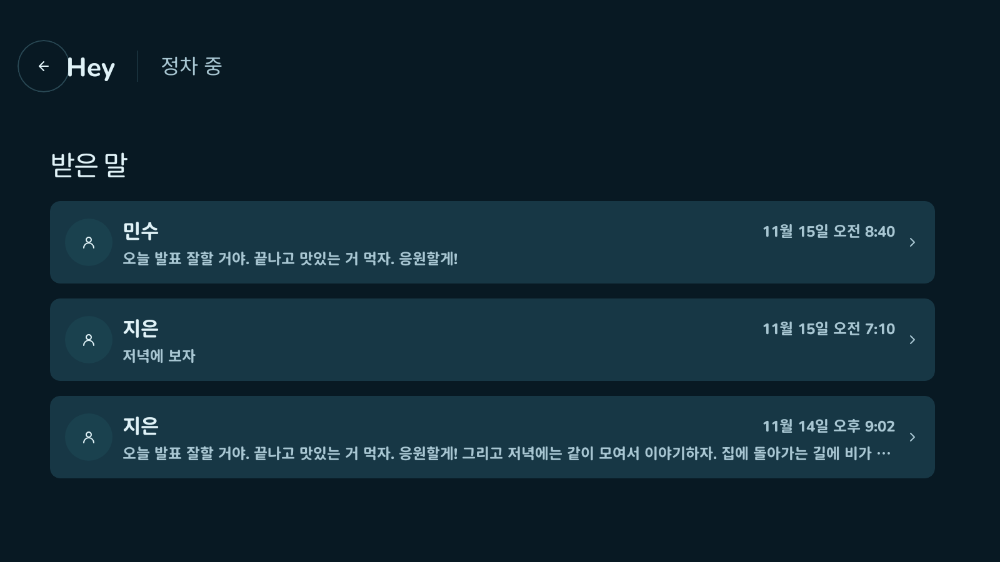 Hey 정차 중
받은 말
민수 11월 15일 오전 8:40
오늘 발표 잘할 거야. 끝나고 맛있는 거 먹자. 응원할게!
지은 11월 15일 오전 7:10
저녁에 보자
지은 11월 14일 오후 9:02
오늘 발표 잘할 거야. 끝나고 맛있는 거 먹자. 응원할게! 그리고 저녁에는 같이 모여서 이야기하자. 집에 돌아가는 길에 비가 …